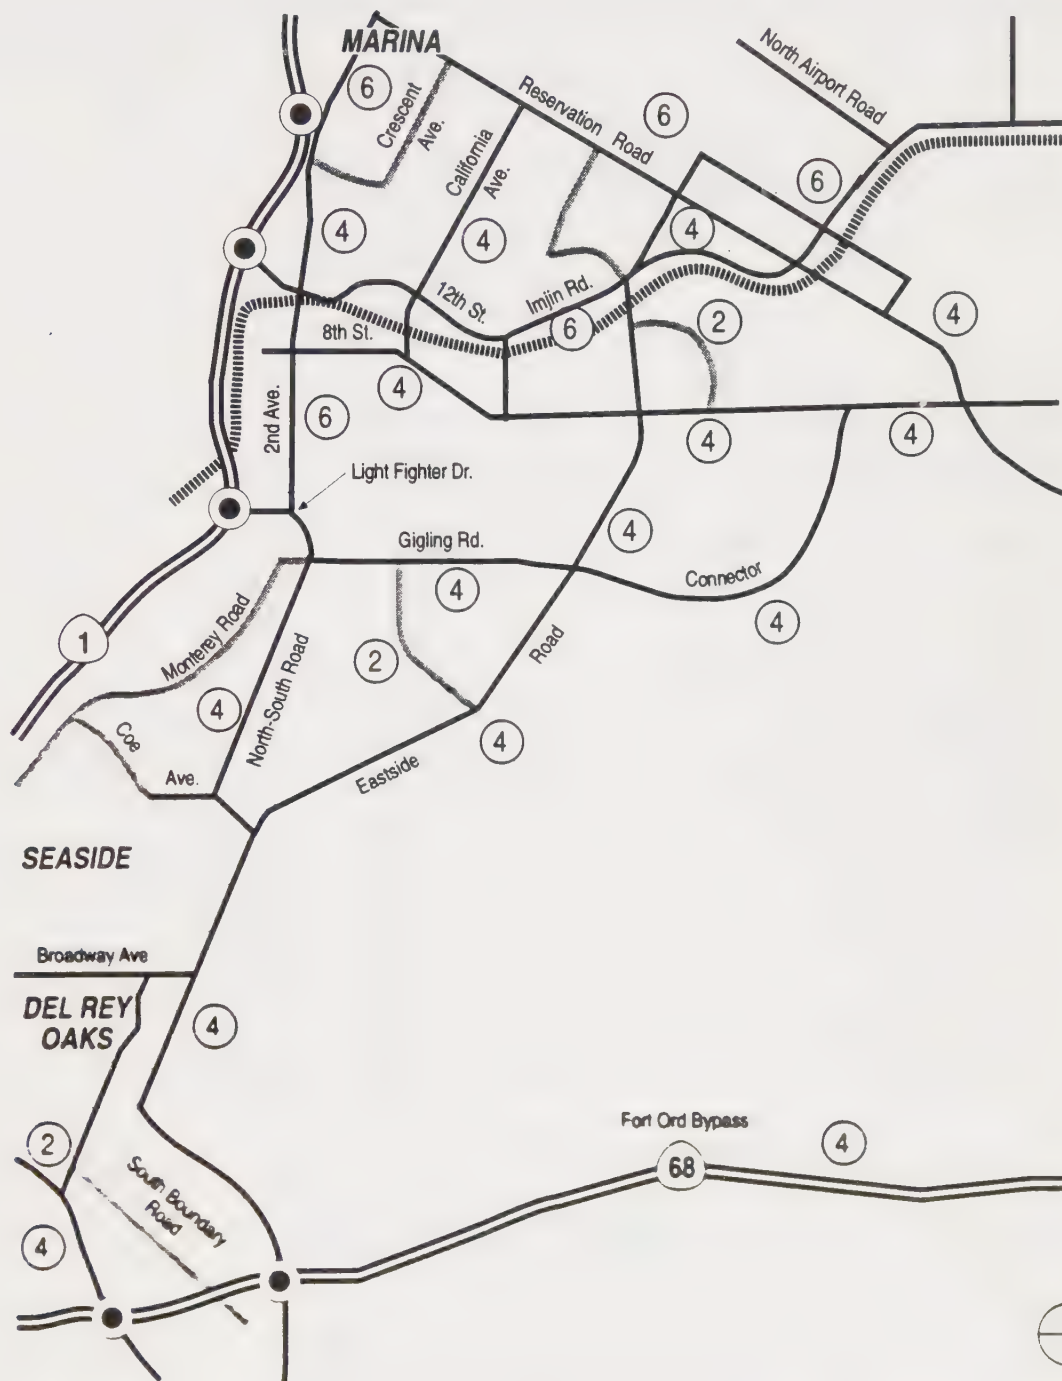 MARINA
6
Crescent
Ave.
California
Ave.
Reservation
Road
6
North Airport Road
6
4
4
4
12th St.
Imjin Rd.
6
2
4
8th St.
4
2nd Ave.
6
4
4
Light Fighter Dr.
Gigling Rd.
4
4
Connector
4
1
Monterey Road
4
North-South Road
2
Road
4
Coe
Ave.
Eastside
SEASIDE
Broadway Ave
DEL REY
OAKS
4
2
4
South Boundary
Road
Fort Ord Bypass
68
4